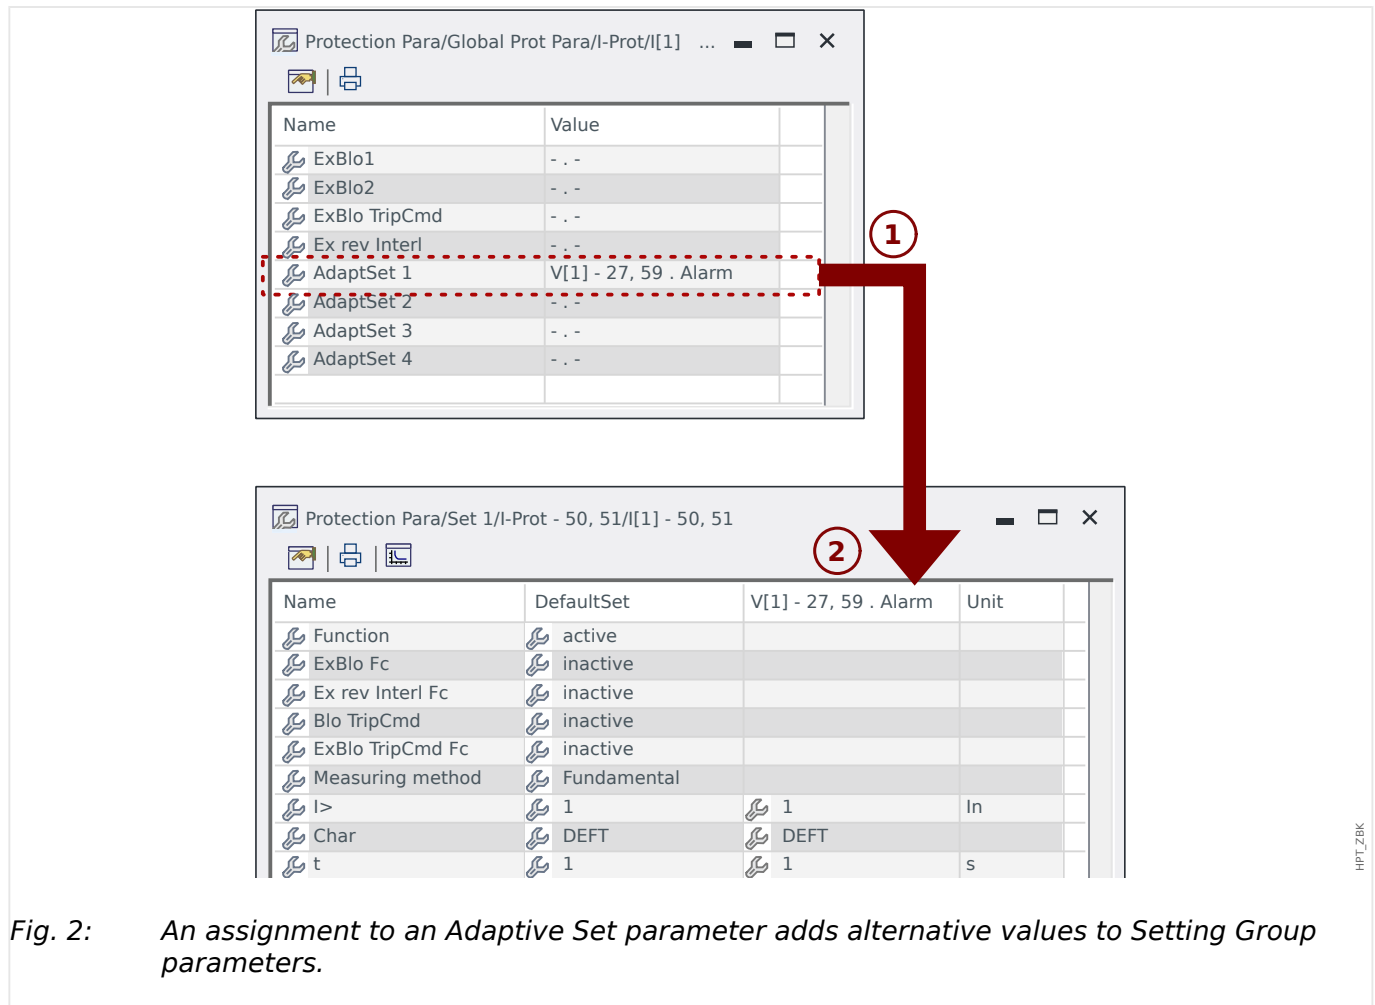 Protection Para/Global Prot Para/I-Prot/I[1] ...
Name Value
ExBlo1 - . -
ExBlo2 - . -
ExBlo TripCmd - . -
Ex rev Interl - . -
AdaptSet 1 V[1] - 27, 59 . Alarm
AdaptSet 2 - . -
AdaptSet 3 - . -
AdaptSet 4 - . -
1
Protection Para/Set 1/I-Prot - 50, 51/I[1] - 50, 51
2
Name DefaultSet V[1] - 27, 59 . Alarm Unit
Function active
ExBlo Fc inactive
Ex rev Interl Fc inactive
Blo TripCmd inactive
ExBlo TripCmd Fc inactive
Measuring method Fundamental
I> 1 1 In
Char DEFT DEFT
t 1 1 s
HPT_ZBK
Fig. 2: An assignment to an Adaptive Set parameter adds alternative values to Setting Group
parameters.